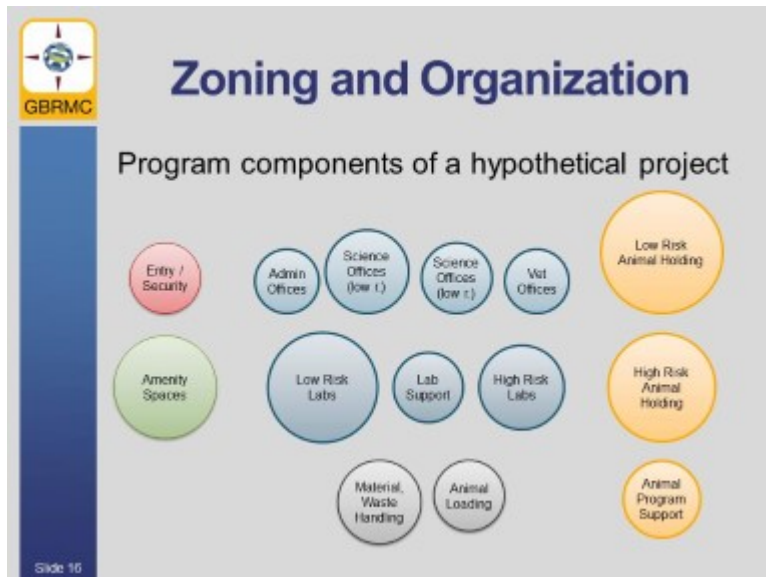 GBRMC
Zoning and Organization
Program components of a hypothetical project
Entry /
Security
Admin
Offices
Science
Offices
(low r.)
Science
Offices
(low r.)
Vet
Offices
Low Risk
Animal Holding
Amenity
Spaces
Low Risk
Labs
Lab
Support
High Risk
Labs
High Risk
Animal
Holding
Material,
Waste
Handling
Animal
Loading
Animal
Program
Support
Slide 16